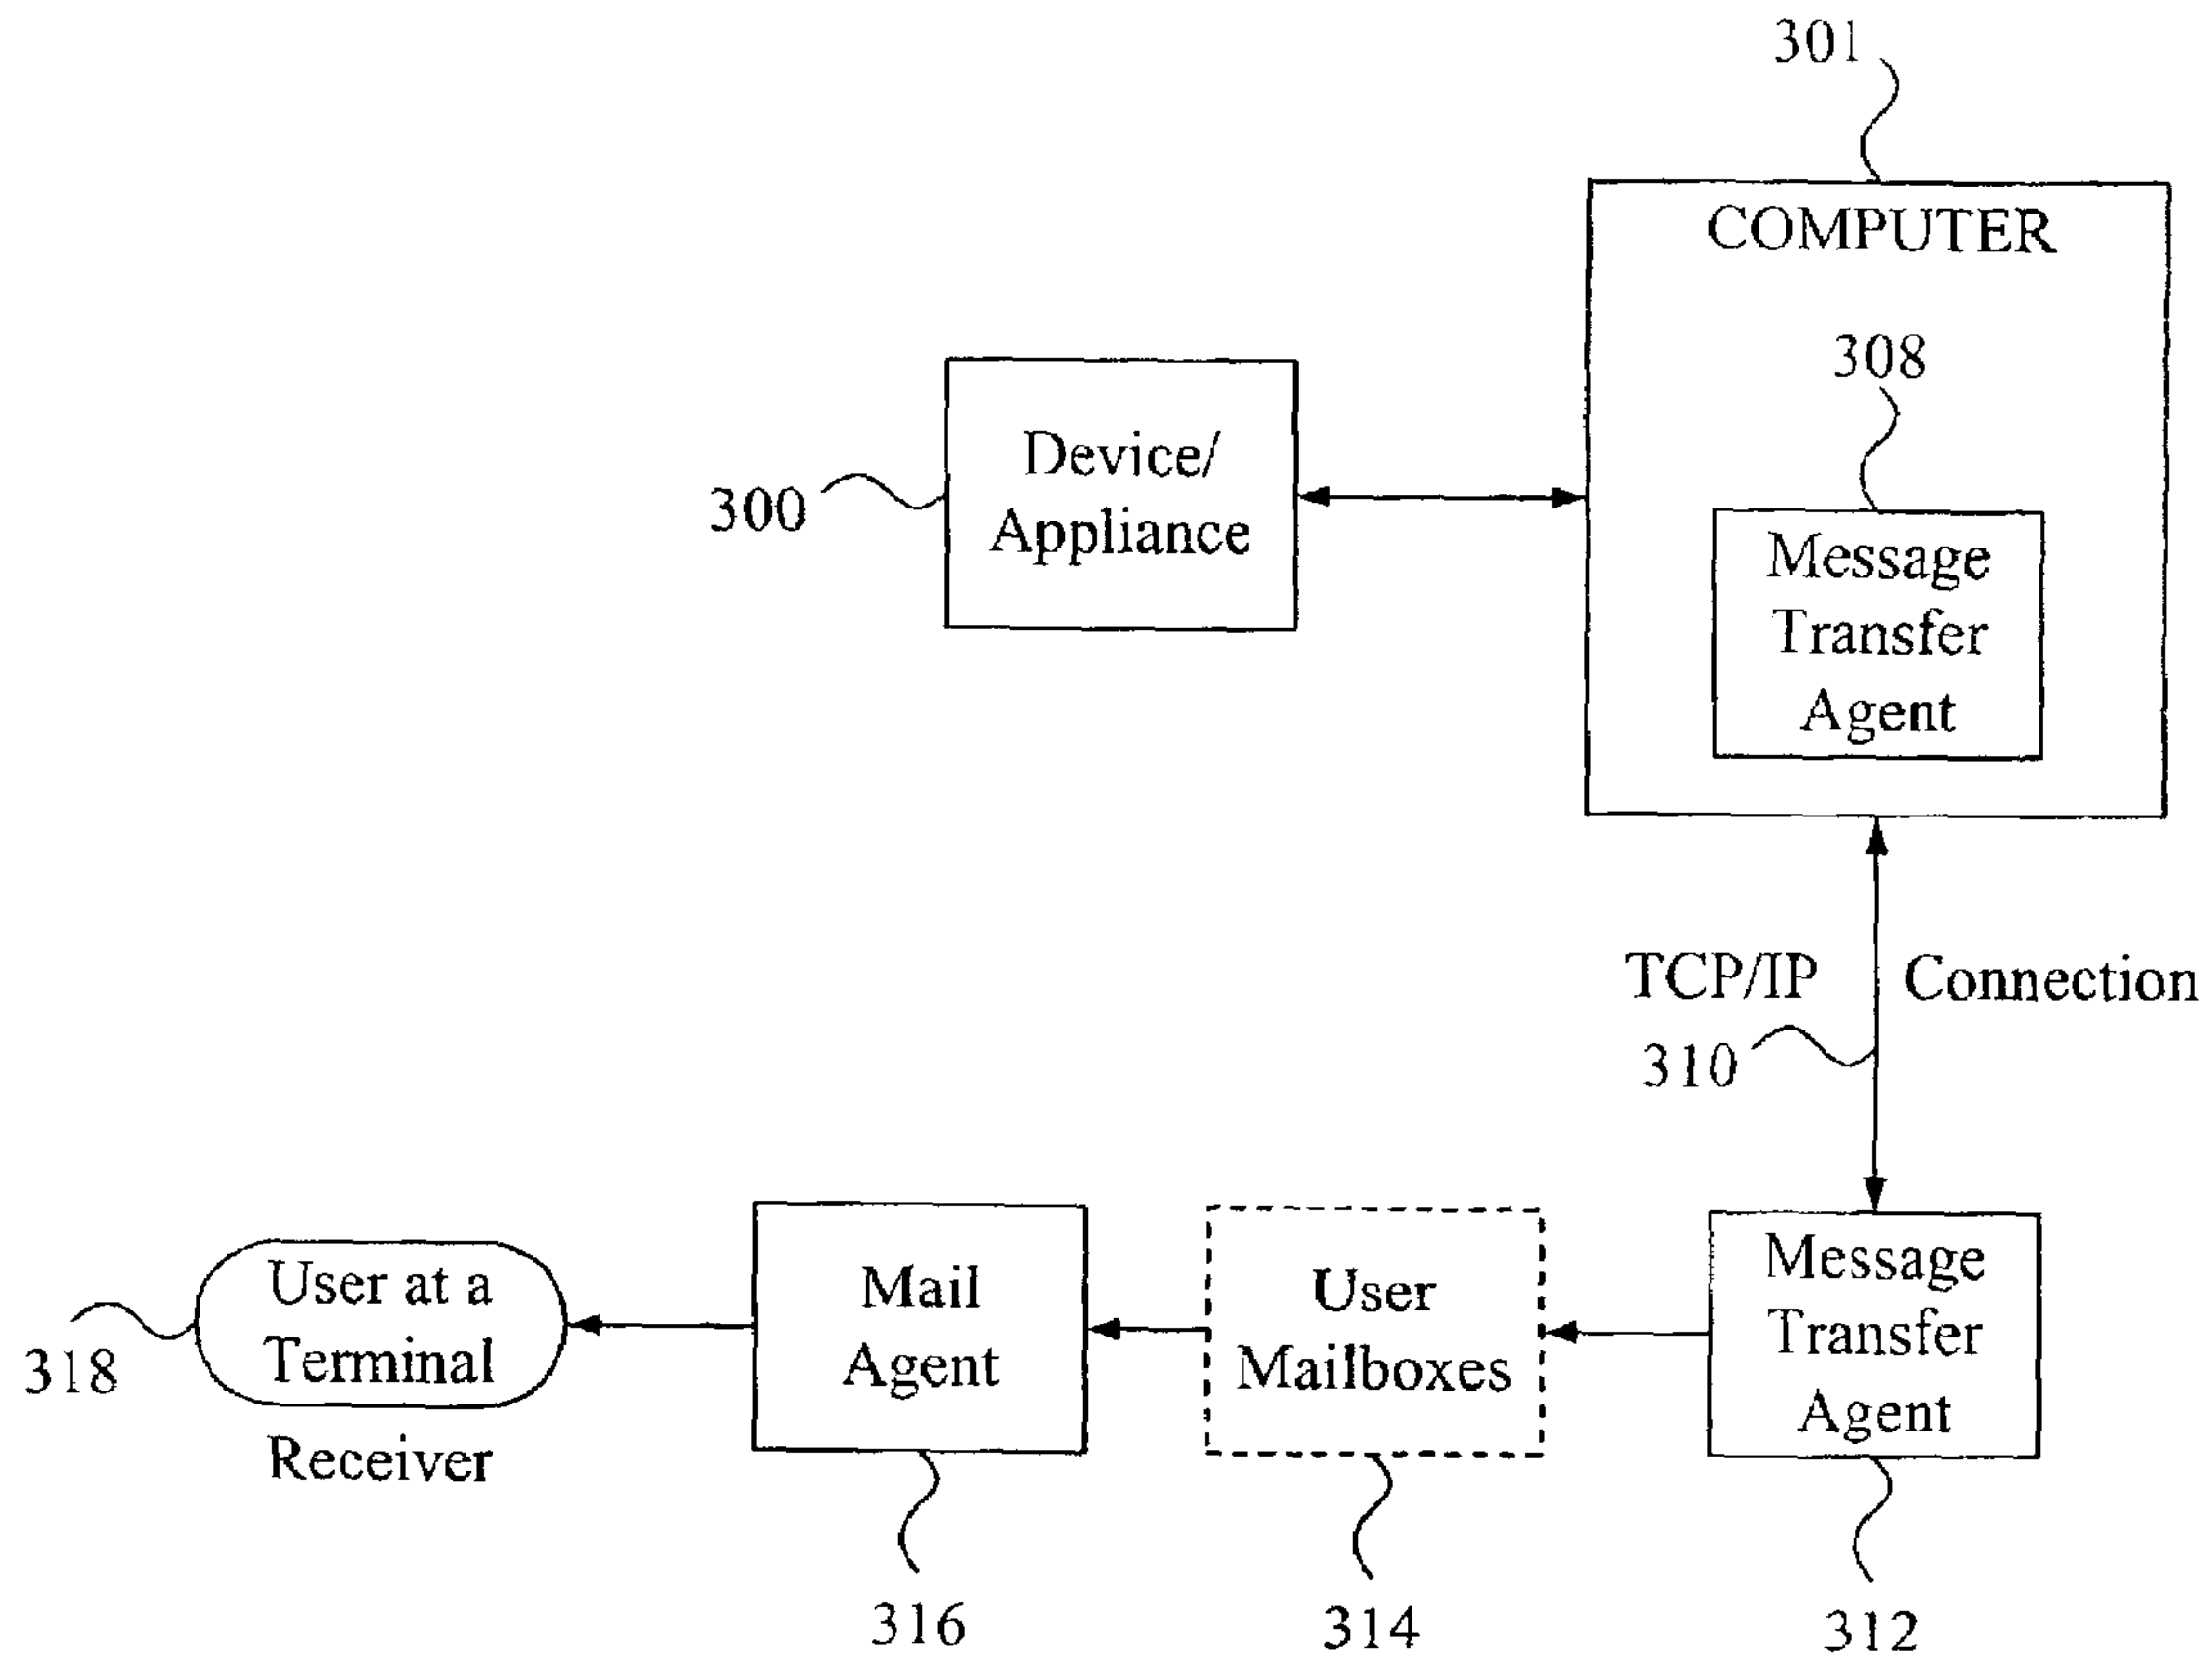 301
COMPUTER
308
Device/
Appliance
300
Message
Transfer
Agent
TCP/IP Connection
310
User at a
Terminal
318
Receiver
Mail
Agent
316
User
Mailboxes
314
Message
Transfer
Agent
312